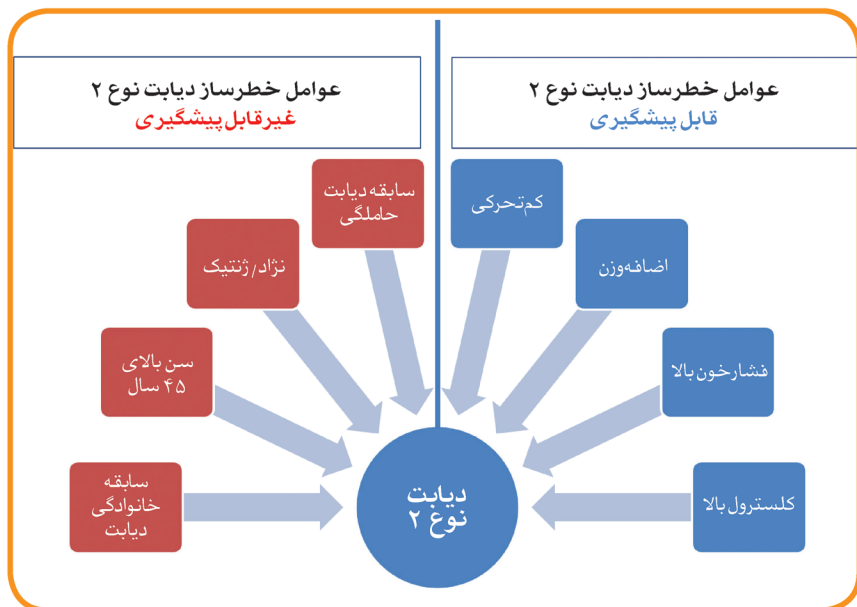 عوامل خطرساز دیابت نوع ۲
قابل پیشگیری
عوامل خطرساز دیابت نوع ۲
غیرقابل پیشگیری
کم‌تحرکی
اضافه‌وزن
فشارخون بالا
کلسترول بالا
سابقه دیابت
حاملگی
نژاد/ژنتیک
سن بالای
۴۵ سال
سابقه
خانوادگی
دیابت
دیابت
نوع ۲